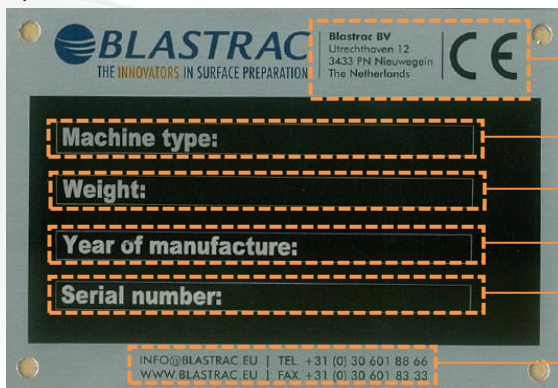 BLASTRAC
THE INNOVATORS IN SURFACE PREPARATION
Blastrac BV
Utrechthaven 12
3433 PN Nieuwegein
The Netherlands
CE
Machine type:
Weight:
Year of manufacture:
Serial number:
INFO@BLASTRAC.EU | TEL. +31 (0) 30 601 88 66
WWW.BLASTRAC.EU | FAX. +31 (0) 30 601 83 33